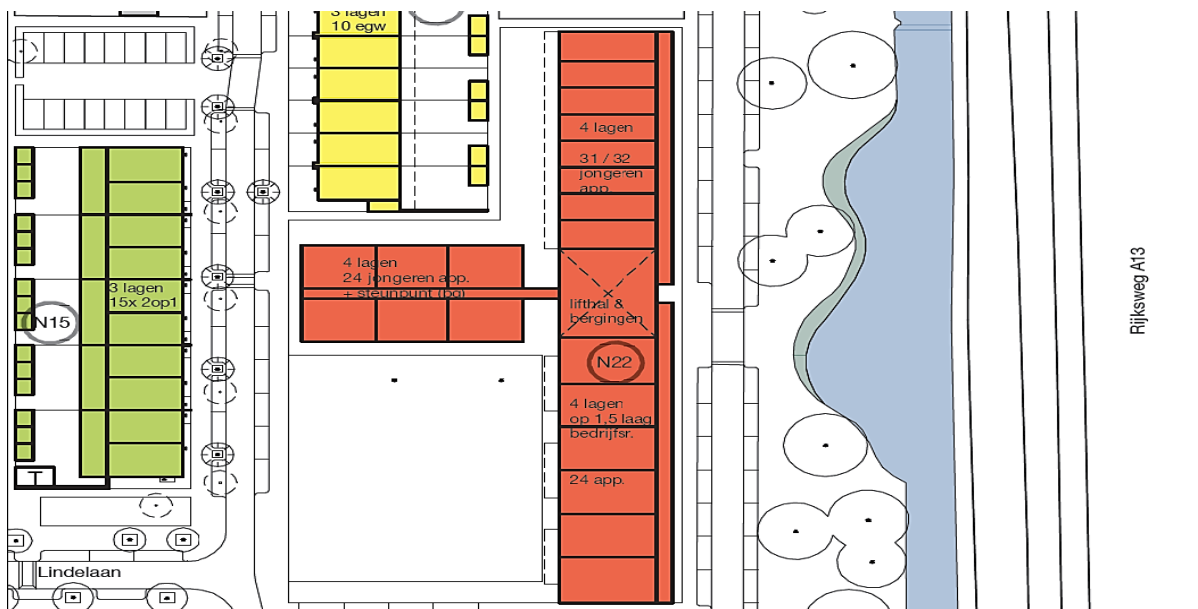 3 lagen
10 egw
4 lagen
31 / 32
jongeren
app.
4 lagen
24 jongeren app.
+ steunpunt (bg)
3 lagen
15x 2op1
N15
lifthal &
bergingen
N22
4 lagen
op 1,5 laag
bedrijfsr.
24 app.
T
Lindelaan
Rijksweg A13